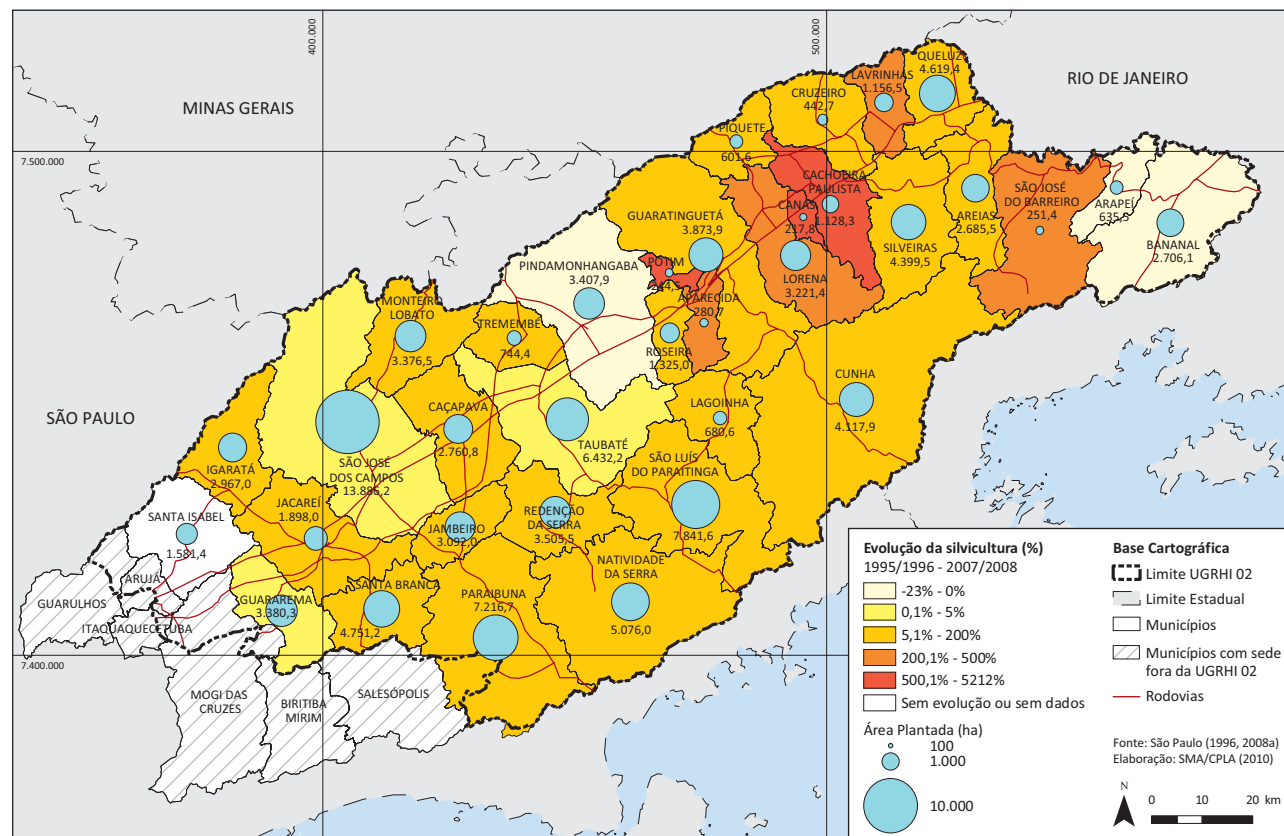 400.000
500.000
7.500.000
7.400.000
MINAS GERAIS
RIO DE JANEIRO
SÃO PAULO
QUELUZ
4.619,4
LAVRINHAS
1.156,5
CRUZEIRO
442,7
PIQUETE
601,6
CACHOEIRA
PAULISTA
1.128,3
CANAS
217,8
SÃO JOSÉ
DO BARREIRO
251,4
ARAPEÍ
635,5
BANANAL
2.706,1
AREIAS
2.685,5
SILVEIRAS
4.399,5
LORENA
3.221,4
GUARATINGUETÁ
3.873,9
POTIM
APARECIDA
280,7
ROSEIRA
1.325,0
PINDAMONHANGABA
3.407,9
MONTEIRO
LOBATO
3.376,5
TREMEMBÉ
744,4
CUNHA
4.117,9
LAGOINHA
680,6
CAÇAPAVA
2.760,8
TAUBATÉ
6.432,2
SÃO LUÍS
DO PARAITINGA
7.841,6
SÃO JOSÉ
DOS CAMPOS
13.886,2
IGARATÁ
2.967,0
JACAREÍ
1.898,0
SANTA ISABEL
1.581,4
JAMBEIRO
3.092,0
REDENÇÃO
DA SERRA
3.505,5
NATIVIDADE
DA SERRA
5.076,0
SANTA BRANCA
4.751,2
PARAIBUNA
7.216,7
GUARAREMA
3.380,3
ARUJÁ
GUARULHOS
ITAQUAQUECETUBA
MOGI DAS
CRUZES
BIRITIBA
MIRIM
SALESÓPOLIS
Evolução da silvicultura (%)
1995/1996 - 2007/2008
-23% - 0%
0,1% - 5%
5,1% - 200%
200,1% - 500%
500,1% - 5212%
Sem evolução ou sem dados
Área Plantada (ha)
100
1.000
10.000
Base Cartográfica
Limite UGRHI 02
Limite Estadual
Municípios
Municípios com sede
fora da UGRHI 02
Rodovias
Fonte: São Paulo (1996, 2008a)
Elaboração: SMA/CPLA (2010)
N
0 10 20 km